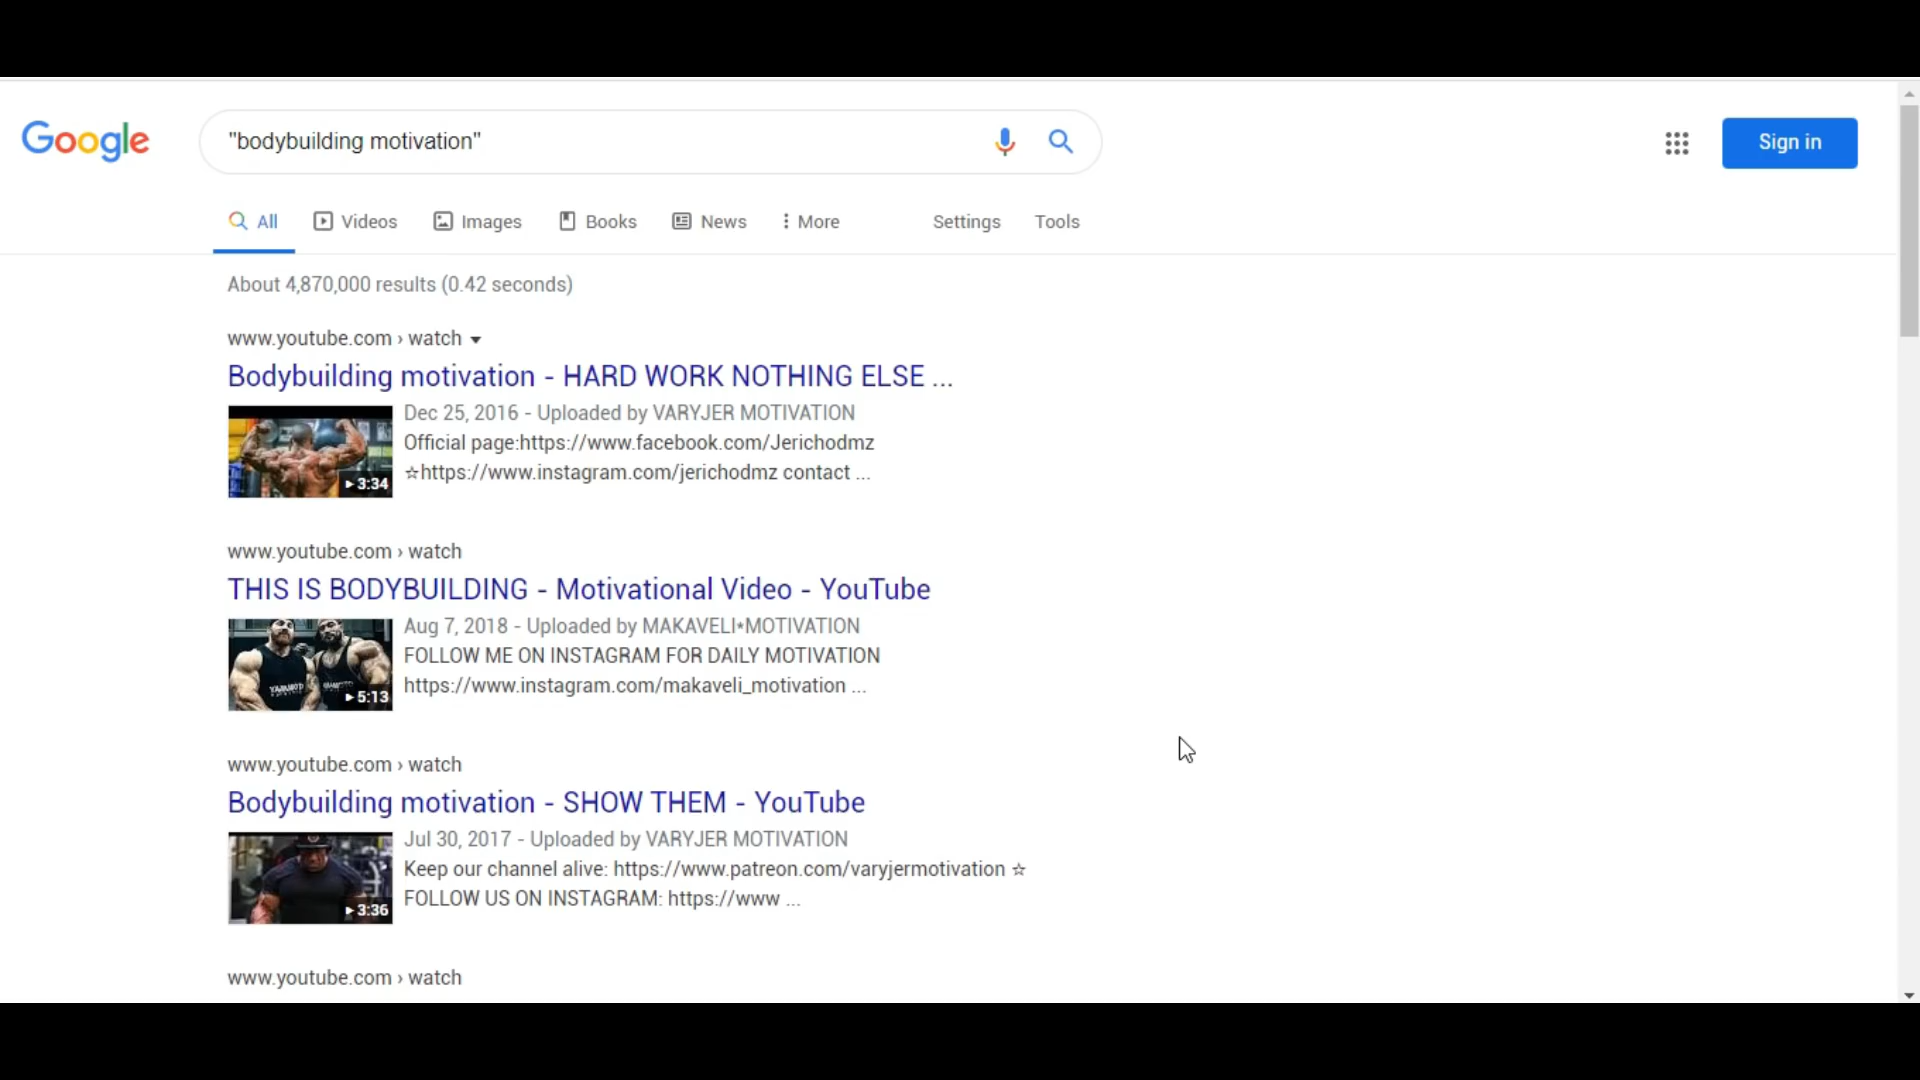 Google
"bodybuilding motivation"
Sign in
All Videos Images Books News More Settings Tools
About 4,870,000 results (0.42 seconds)
www.youtube.com › watch
Bodybuilding motivation - HARD WORK NOTHING ELSE ...
Dec 25, 2016 - Uploaded by VARYJER MOTIVATION
Official page:https://www.facebook.com/Jerichodmz
☆https://www.instagram.com/jerichodmz contact ...
3:34
www.youtube.com › watch
THIS IS BODYBUILDING - Motivational Video - YouTube
Aug 7, 2018 - Uploaded by MAKAVELI⋆MOTIVATION
FOLLOW ME ON INSTAGRAM FOR DAILY MOTIVATION
https://www.instagram.com/makaveli_motivation ...
5:13
www.youtube.com › watch
Bodybuilding motivation - SHOW THEM - YouTube
Jul 30, 2017 - Uploaded by VARYJER MOTIVATION
Keep our channel alive: https://www.patreon.com/varyjermotivation ☆
FOLLOW US ON INSTAGRAM: https://www ...
3:36
www.youtube.com › watch